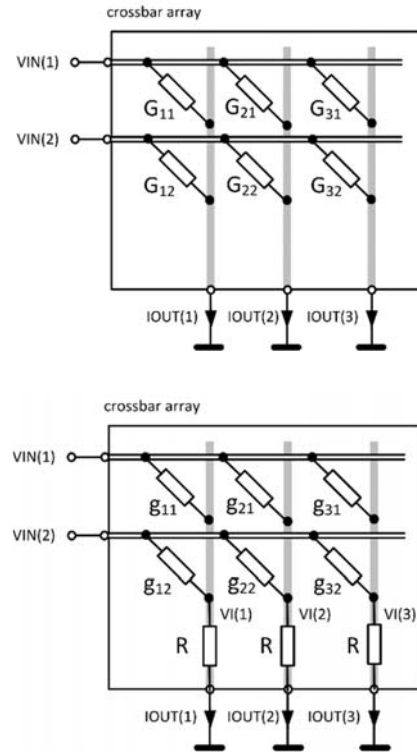 crossbar array
VIN(1)
G11 G21 G31
VIN(2)
G12 G22 G32
IOUT(1) IOUT(2) IOUT(3)
crossbar array
VIN(1)
g11 g21 g31
VIN(2)
g12 g22 g32
VI(1) VI(2) VI(3)
R R R
IOUT(1) IOUT(2) IOUT(3)